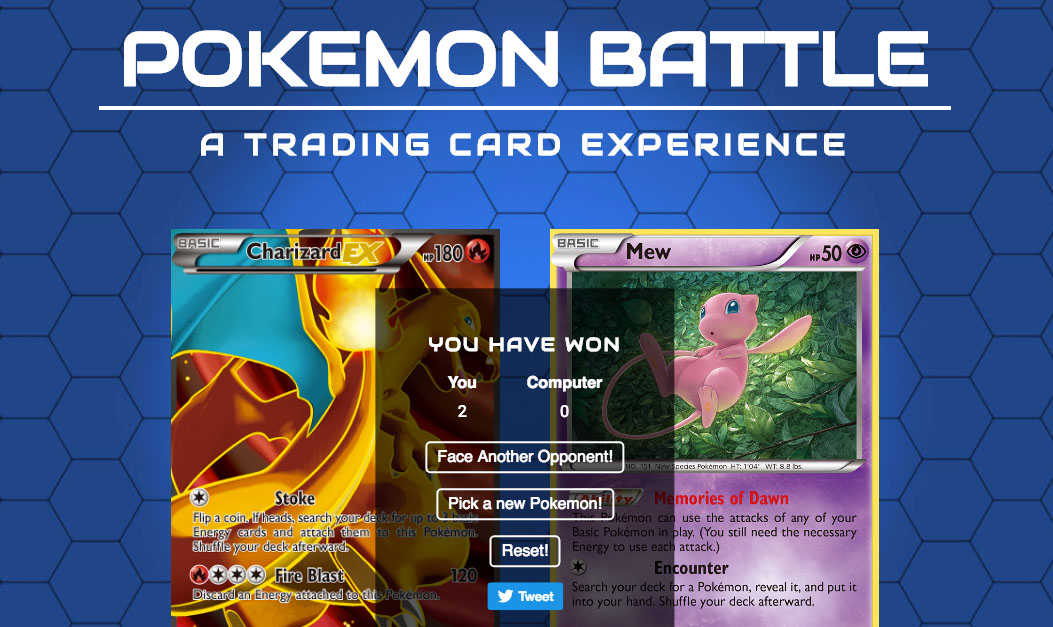 POKEMON BATTLE
A TRADING CARD EXPERIENCE
BASIC Charizard EX HP 180
BASIC Mew HP 50
YOU HAVE WON
You Computer
2 0
Face Another Opponent!
NO. 151 New Species Pokémon HT: 1'04" WT: 8.8 lbs.
Pick a new Pokemon!
Reset!
Tweet
Stoke
Flip a coin. If heads, search your deck for up to 3 basic
Energy cards and attach them to this Pokémon.
Shuffle your deck afterward.
Fire Blast 120
Discard an Energy attached to this Pokémon.
Ability Memories of Dawn
This Pokémon can use the attacks of any of your
Basic Pokémon in play. (You still need the necessary
Energy to use each attack.)
Encounter
Search your deck for a Pokémon, reveal it, and put it
into your hand. Shuffle your deck afterward.